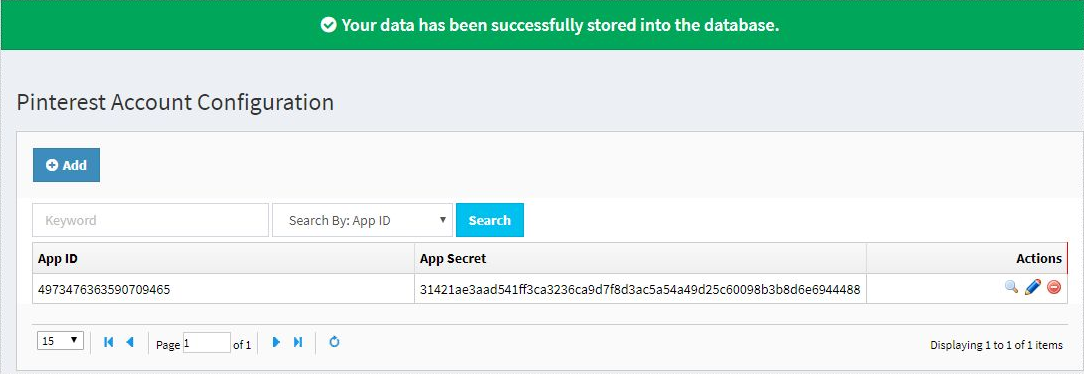 Your data has been successfully stored into the database.
Pinterest Account Configuration
Add
Keyword Search By: App ID Search
App ID App Secret Actions
4973476363590709465 31421ae3aad541ff3ca3236ca9d7f8d3ac5a54a49d25c60098b3b8d6e6944488
15 Page 1 of 1 Displaying 1 to 1 of 1 items